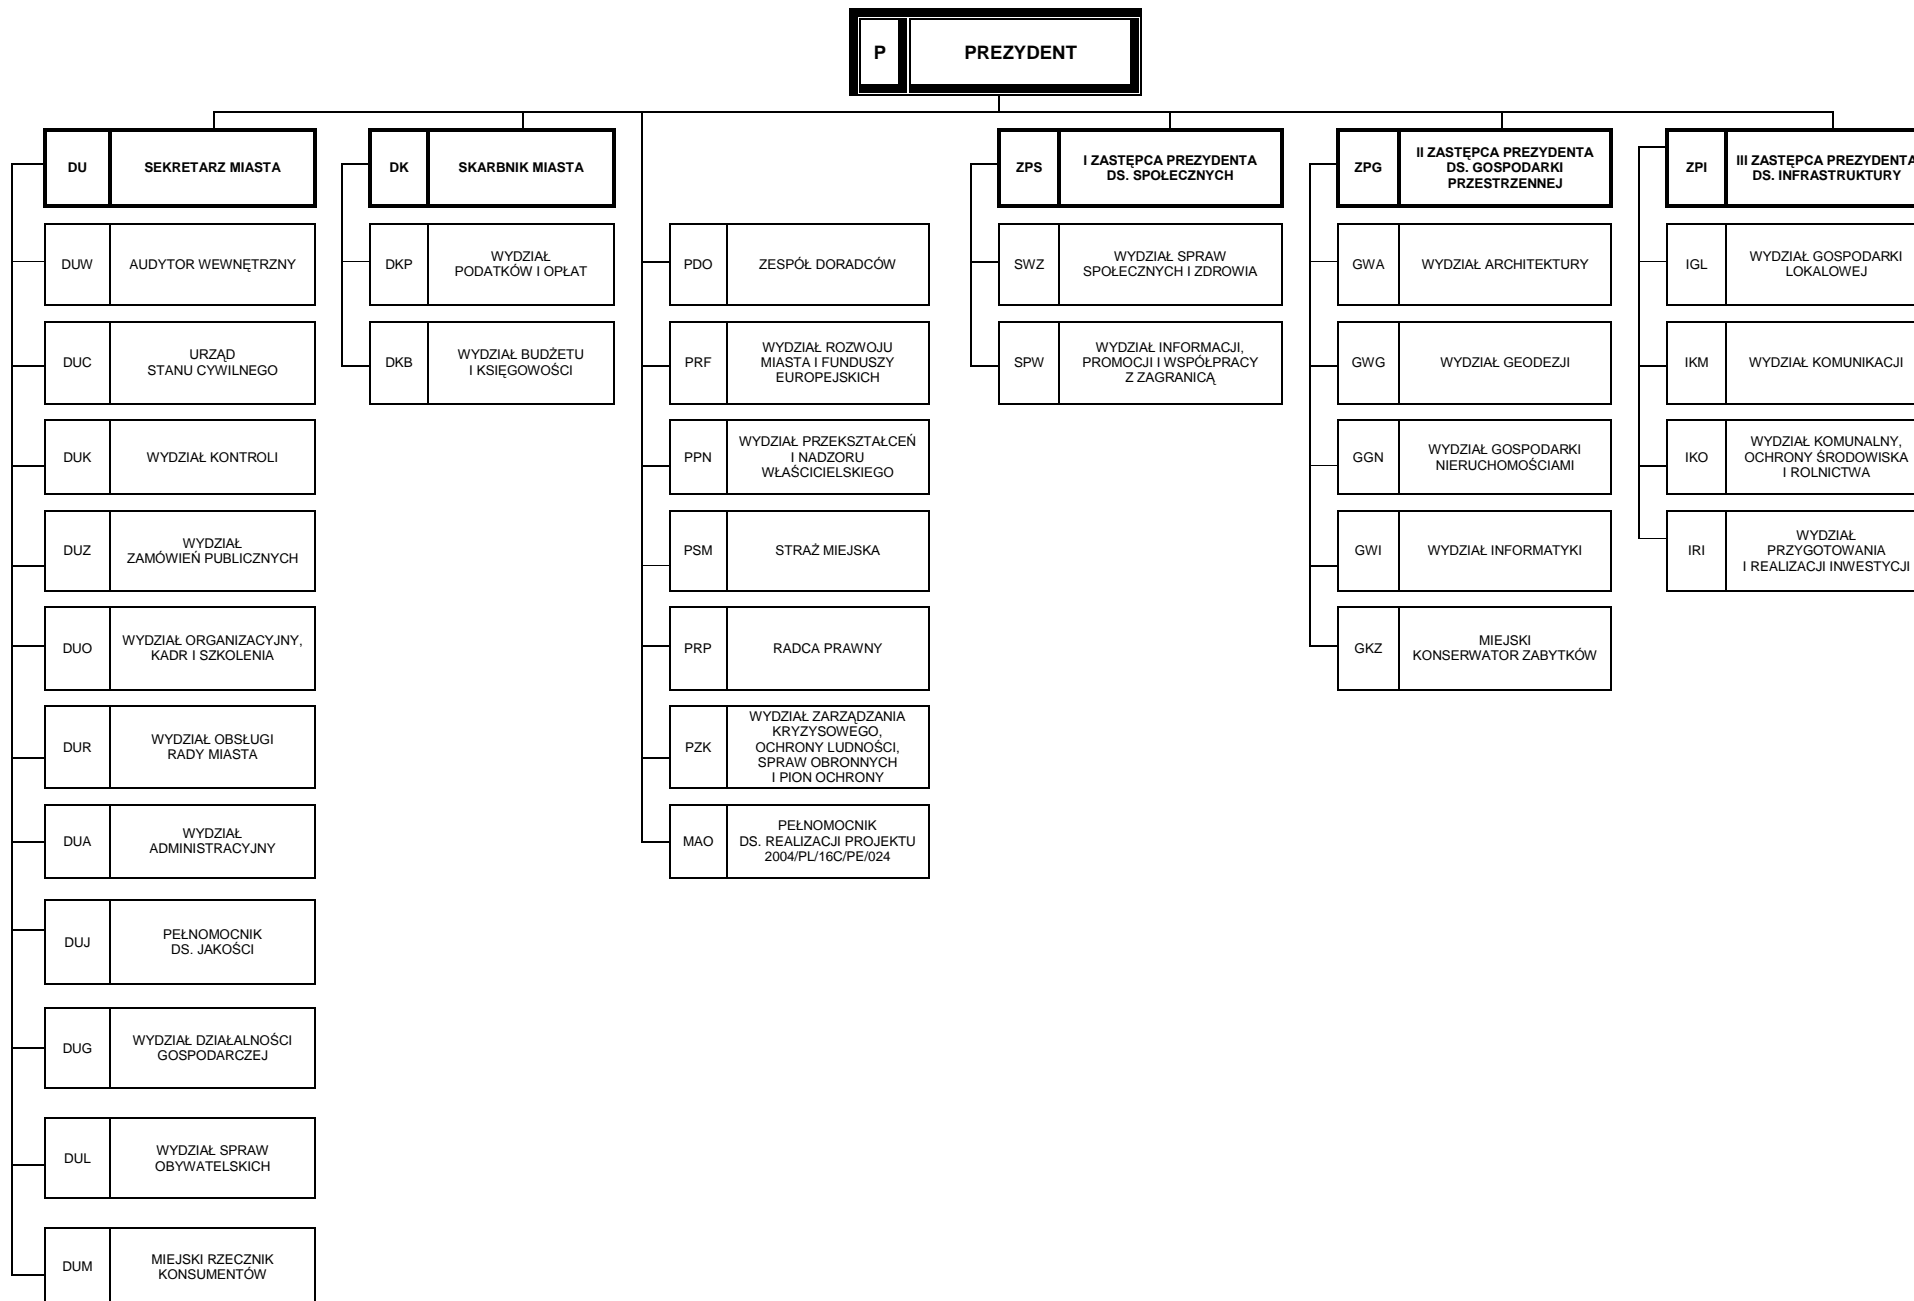 P
PREZYDENT
DU
SEKRETARZ MIASTA
DUW
AUDYTOR WEWNĘTRZNY
DUC
URZĄD
STANU CYWILNEGO
DUK
WYDZIAŁ KONTROLI
DUZ
WYDZIAŁ
ZAMÓWIEŃ PUBLICZNYCH
DUO
WYDZIAŁ ORGANIZACYJNY,
KADR I SZKOLENIA
DUR
WYDZIAŁ OBSŁUGI
RADY MIASTA
DUA
WYDZIAŁ
ADMINISTRACYJNY
DUJ
PEŁNOMOCNIK
DS. JAKOŚCI
DUG
WYDZIAŁ DZIAŁALNOŚCI
GOSPODARCZEJ
DUL
WYDZIAŁ SPRAW
OBYWATELSKICH
DUM
MIEJSKI RZECZNIK
KONSUMENTÓW
DK
SKARBNIK MIASTA
DKP
WYDZIAŁ
PODATKÓW I OPŁAT
DKB
WYDZIAŁ BUDŻETU
I KSIĘGOWOŚCI
PDO
ZESPÓŁ DORADCÓW
PRF
WYDZIAŁ ROZWOJU
MIASTA I FUNDUSZY
EUROPEJSKICH
PPN
WYDZIAŁ PRZEKSZTAŁCEŃ
I NADZORU
WŁAŚCICIELSKIEGO
PSM
STRAŻ MIEJSKA
PRP
RADCA PRAWNY
PZK
WYDZIAŁ ZARZĄDZANIA
KRYZYSOWEGO,
OCHRONY LUDNOŚCI,
SPRAW OBRONNYCH
I PION OCHRONY
MAO
PEŁNOMOCNIK
DS. REALIZACJI PROJEKTU
2004/PL/16C/PE/024
ZPS
I ZASTĘPCA PREZYDENTA
DS. SPOŁECZNYCH
SWZ
WYDZIAŁ SPRAW
SPOŁECZNYCH I ZDROWIA
SPW
WYDZIAŁ INFORMACJI,
PROMOCJI I WSPÓŁPRACY
Z ZAGRANICĄ
ZPG
II ZASTĘPCA PREZYDENTA
DS. GOSPODARKI
PRZESTRZENNEJ
GWA
WYDZIAŁ ARCHITEKTURY
GWG
WYDZIAŁ GEODEZJI
GGN
WYDZIAŁ GOSPODARKI
NIERUCHOMOŚCIAMI
GWI
WYDZIAŁ INFORMATYKI
GKZ
MIEJSKI
KONSERWATOR ZABYTKÓW
ZPI
III ZASTĘPCA PREZYDENTA
DS. INFRASTRUKTURY
IGL
WYDZIAŁ GOSPODARKI
LOKALOWEJ
IKM
WYDZIAŁ KOMUNIKACJI
IKO
WYDZIAŁ KOMUNALNY,
OCHRONY ŚRODOWISKA
I ROLNICTWA
IRI
WYDZIAŁ
PRZYGOTOWANIA
I REALIZACJI INWESTYCJI